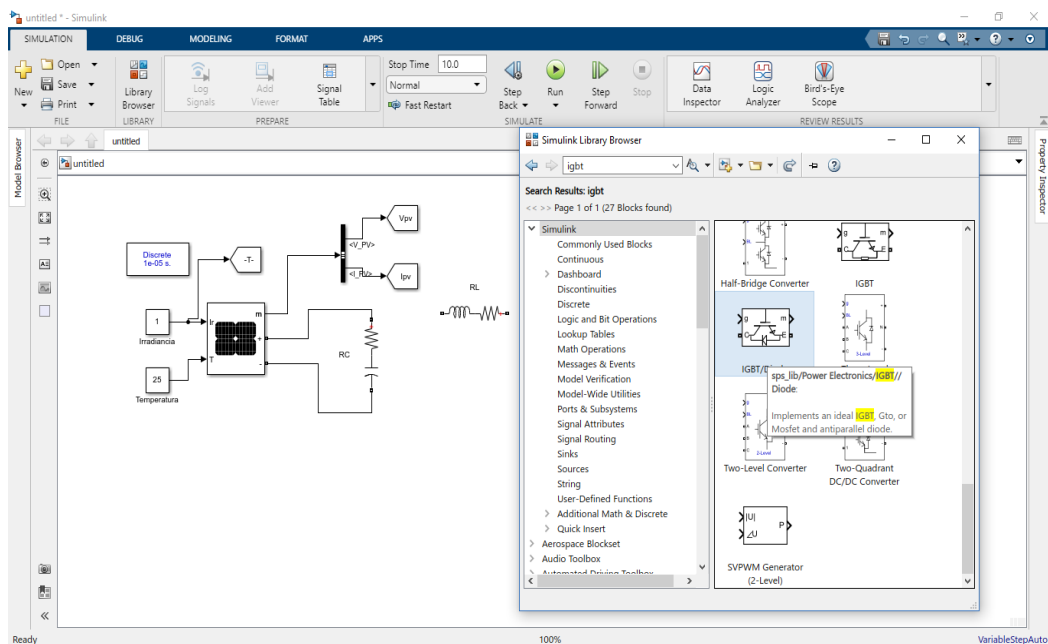 untitled * - Simulink
SIMULATION DEBUG MODELING FORMAT APPS
New
Open
Save
Print
FILE
Library
Browser
LIBRARY
Log
Signals
Add
Viewer
Signal
Table
PREPARE
Stop Time 10.0
Normal
Fast Restart
Step
Back
Run
Step
Forward
Stop
SIMULATE
Data
Inspector
Logic
Analyzer
Bird's-Eye
Scope
REVIEW RESULTS
Model Browser
untitled
untitled
Property Inspector
Discrete
1e-05 s.
-T-
Vpv
<V_PV>
<I_PV>
Ipv
1
Irradiancia
25
Temperatura
Ir
T
m
+
-
RC
RL
Simulink Library Browser
igbt
Search Results: igbt
<< >> Page 1 of 1 (27 Blocks found)
Simulink
Commonly Used Blocks
Continuous
Dashboard
Discontinuities
Discrete
Logic and Bit Operations
Lookup Tables
Math Operations
Messages & Events
Model Verification
Model-Wide Utilities
Ports & Subsystems
Signal Attributes
Signal Routing
Sinks
Sources
String
User-Defined Functions
Additional Math & Discrete
Quick Insert
Aerospace Blockset
Audio Toolbox
Automated Driving Toolbox
Half-Bridge Converter
g m
C E
IGBT
g m
C E
3-Level
sps_lib/Power Electronics/IGBT//
Diode:
Implements an ideal IGBT, Gto, or
Mosfet and antiparallel diode.
2-Level
Two-Level Converter
Two-Quadrant
DC/DC Converter
|U|
∠U
P
SVPWM Generator
(2-Level)
Ready
100%
VariableStepAuto